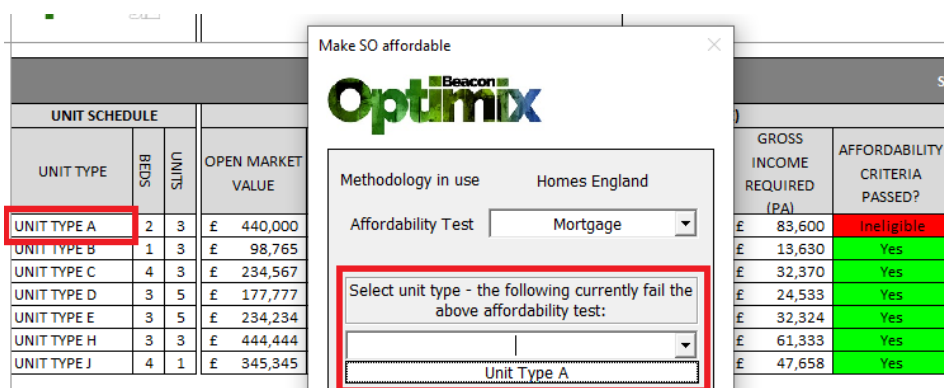 Make SO affordable
Beacon
Optimix
UNIT SCHEDULE
UNIT TYPE BEDS UNITS OPEN MARKET VALUE GROSS INCOME REQUIRED (PA) AFFORDABILITY CRITERIA PASSED?
UNIT TYPE A 2 3 £ 440,000 £ 83,600 Ineligible
UNIT TYPE B 1 3 £ 98,765 £ 13,630 Yes
UNIT TYPE C 4 3 £ 234,567 £ 32,370 Yes
UNIT TYPE D 3 5 £ 177,777 £ 24,533 Yes
UNIT TYPE E 3 5 £ 234,234 £ 32,324 Yes
UNIT TYPE H 3 3 £ 444,444 £ 61,333 Yes
UNIT TYPE J 4 1 £ 345,345 £ 47,658 Yes
Methodology in use Homes England
Affordability Test Mortgage
Select unit type - the following currently fail the
above affordability test:
Unit Type A